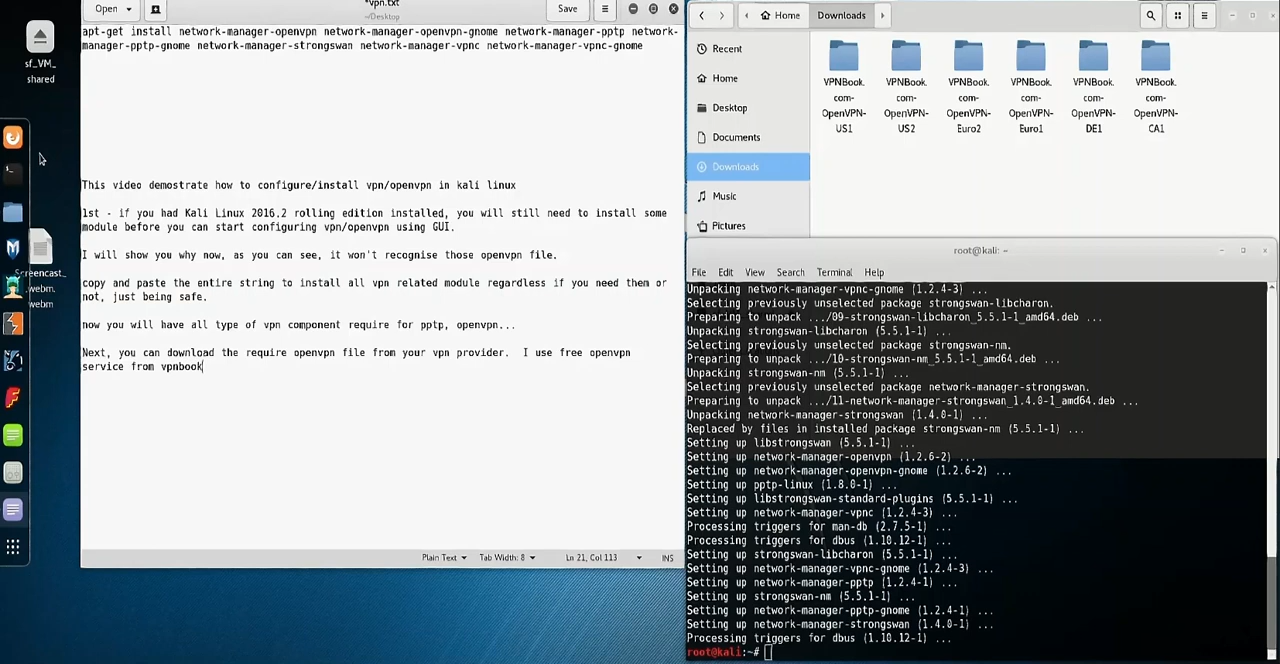 sf_VM_
shared
Screencast_
.webm.
webm
Open
*vpn.txt
~/Desktop
Save
apt-get install network-manager-openvpn network-manager-openvpn-gnome network-manager-pptp network-
manager-pptp-gnome network-manager-strongswan network-manager-vpnc network-manager-vpnc-gnome
This video demostrate how to configure/install vpn/openvpn in kali linux
1st - if you had Kali Linux 2016.2 rolling edition installed, you will still need to install some
module before you can start configuring vpn/openvpn using GUI.
I will show you why now, as you can see, it won't recognise those openvpn file.
copy and paste the entire string to install all vpn related module regardless if you need them or
not, just being safe.
now you will have all type of vpn component require for pptp, openvpn...
Next, you can download the require openvpn file from your vpn provider.  I use free openvpn
service from vpnbook
Plain Text
Tab Width: 8
Ln 21, Col 113
INS
Home
Downloads
Recent
Home
Desktop
Documents
Downloads
Music
Pictures
VPNBook.
com-
OpenVPN-
US1
VPNBook.
com-
OpenVPN-
US2
VPNBook.
com-
OpenVPN-
Euro2
VPNBook.
com-
OpenVPN-
Euro1
VPNBook.
com-
OpenVPN-
DE1
VPNBook.
com-
OpenVPN-
CA1
root@kali: ~
File Edit View Search Terminal Help
Unpacking network-manager-vpnc-gnome (1.2.4-3) ...
Selecting previously unselected package strongswan-libcharon.
Preparing to unpack .../09-strongswan-libcharon_5.5.1-1_amd64.deb ...
Unpacking strongswan-libcharon (5.5.1-1) ...
Selecting previously unselected package strongswan-nm.
Preparing to unpack .../10-strongswan-nm_5.5.1-1_amd64.deb ...
Unpacking strongswan-nm (5.5.1-1) ...
Selecting previously unselected package network-manager-strongswan.
Preparing to unpack .../11-network-manager-strongswan_1.4.0-1_amd64.deb ...
Unpacking network-manager-strongswan (1.4.0-1) ...
Replaced by files in installed package strongswan-nm (5.5.1-1) ...
Setting up libstrongswan (5.5.1-1) ...
Setting up network-manager-openvpn (1.2.6-2) ...
Setting up network-manager-openvpn-gnome (1.2.6-2) ...
Setting up pptp-linux (1.8.0-1) ...
Setting up libstrongswan-standard-plugins (5.5.1-1) ...
Setting up network-manager-vpnc (1.2.4-3) ...
Processing triggers for man-db (2.7.5-1) ...
Processing triggers for dbus (1.10.12-1) ...
Setting up strongswan-libcharon (5.5.1-1) ...
Setting up network-manager-vpnc-gnome (1.2.4-3) ...
Setting up network-manager-pptp (1.2.4-1) ...
Setting up strongswan-nm (5.5.1-1) ...
Setting up network-manager-pptp-gnome (1.2.4-1) ...
Setting up network-manager-strongswan (1.4.0-1) ...
Processing triggers for dbus (1.10.12-1) ...
root@kali:~#